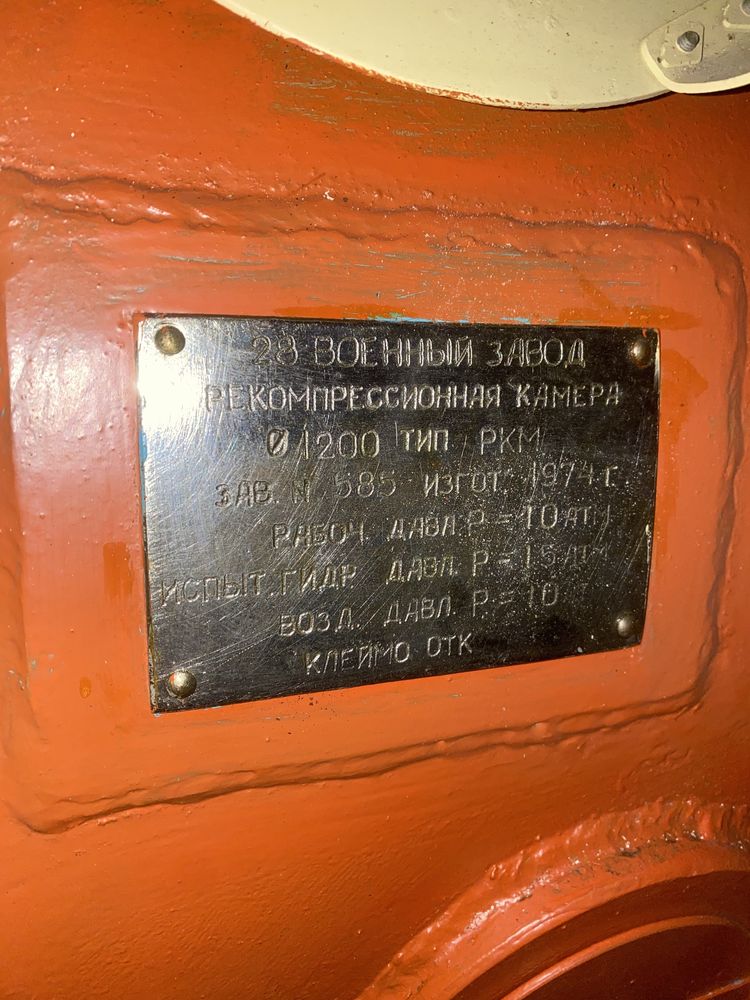 28 ВОЕННЫЙ ЗАВОД
РЕКОМПРЕССИОННАЯ КАМЕРА
Ø 1200 ТИП РКМ
ЗАВ. N 585 ИЗГОТ. 1974 Г.
РАБОЧ. ДАВЛ. Р = 10 АТМ.
ИСПЫТ. ГИДР. ДАВЛ. Р = 15 АТМ
ВОЗД. ДАВЛ. Р = 10
КЛЕЙМО ОТК